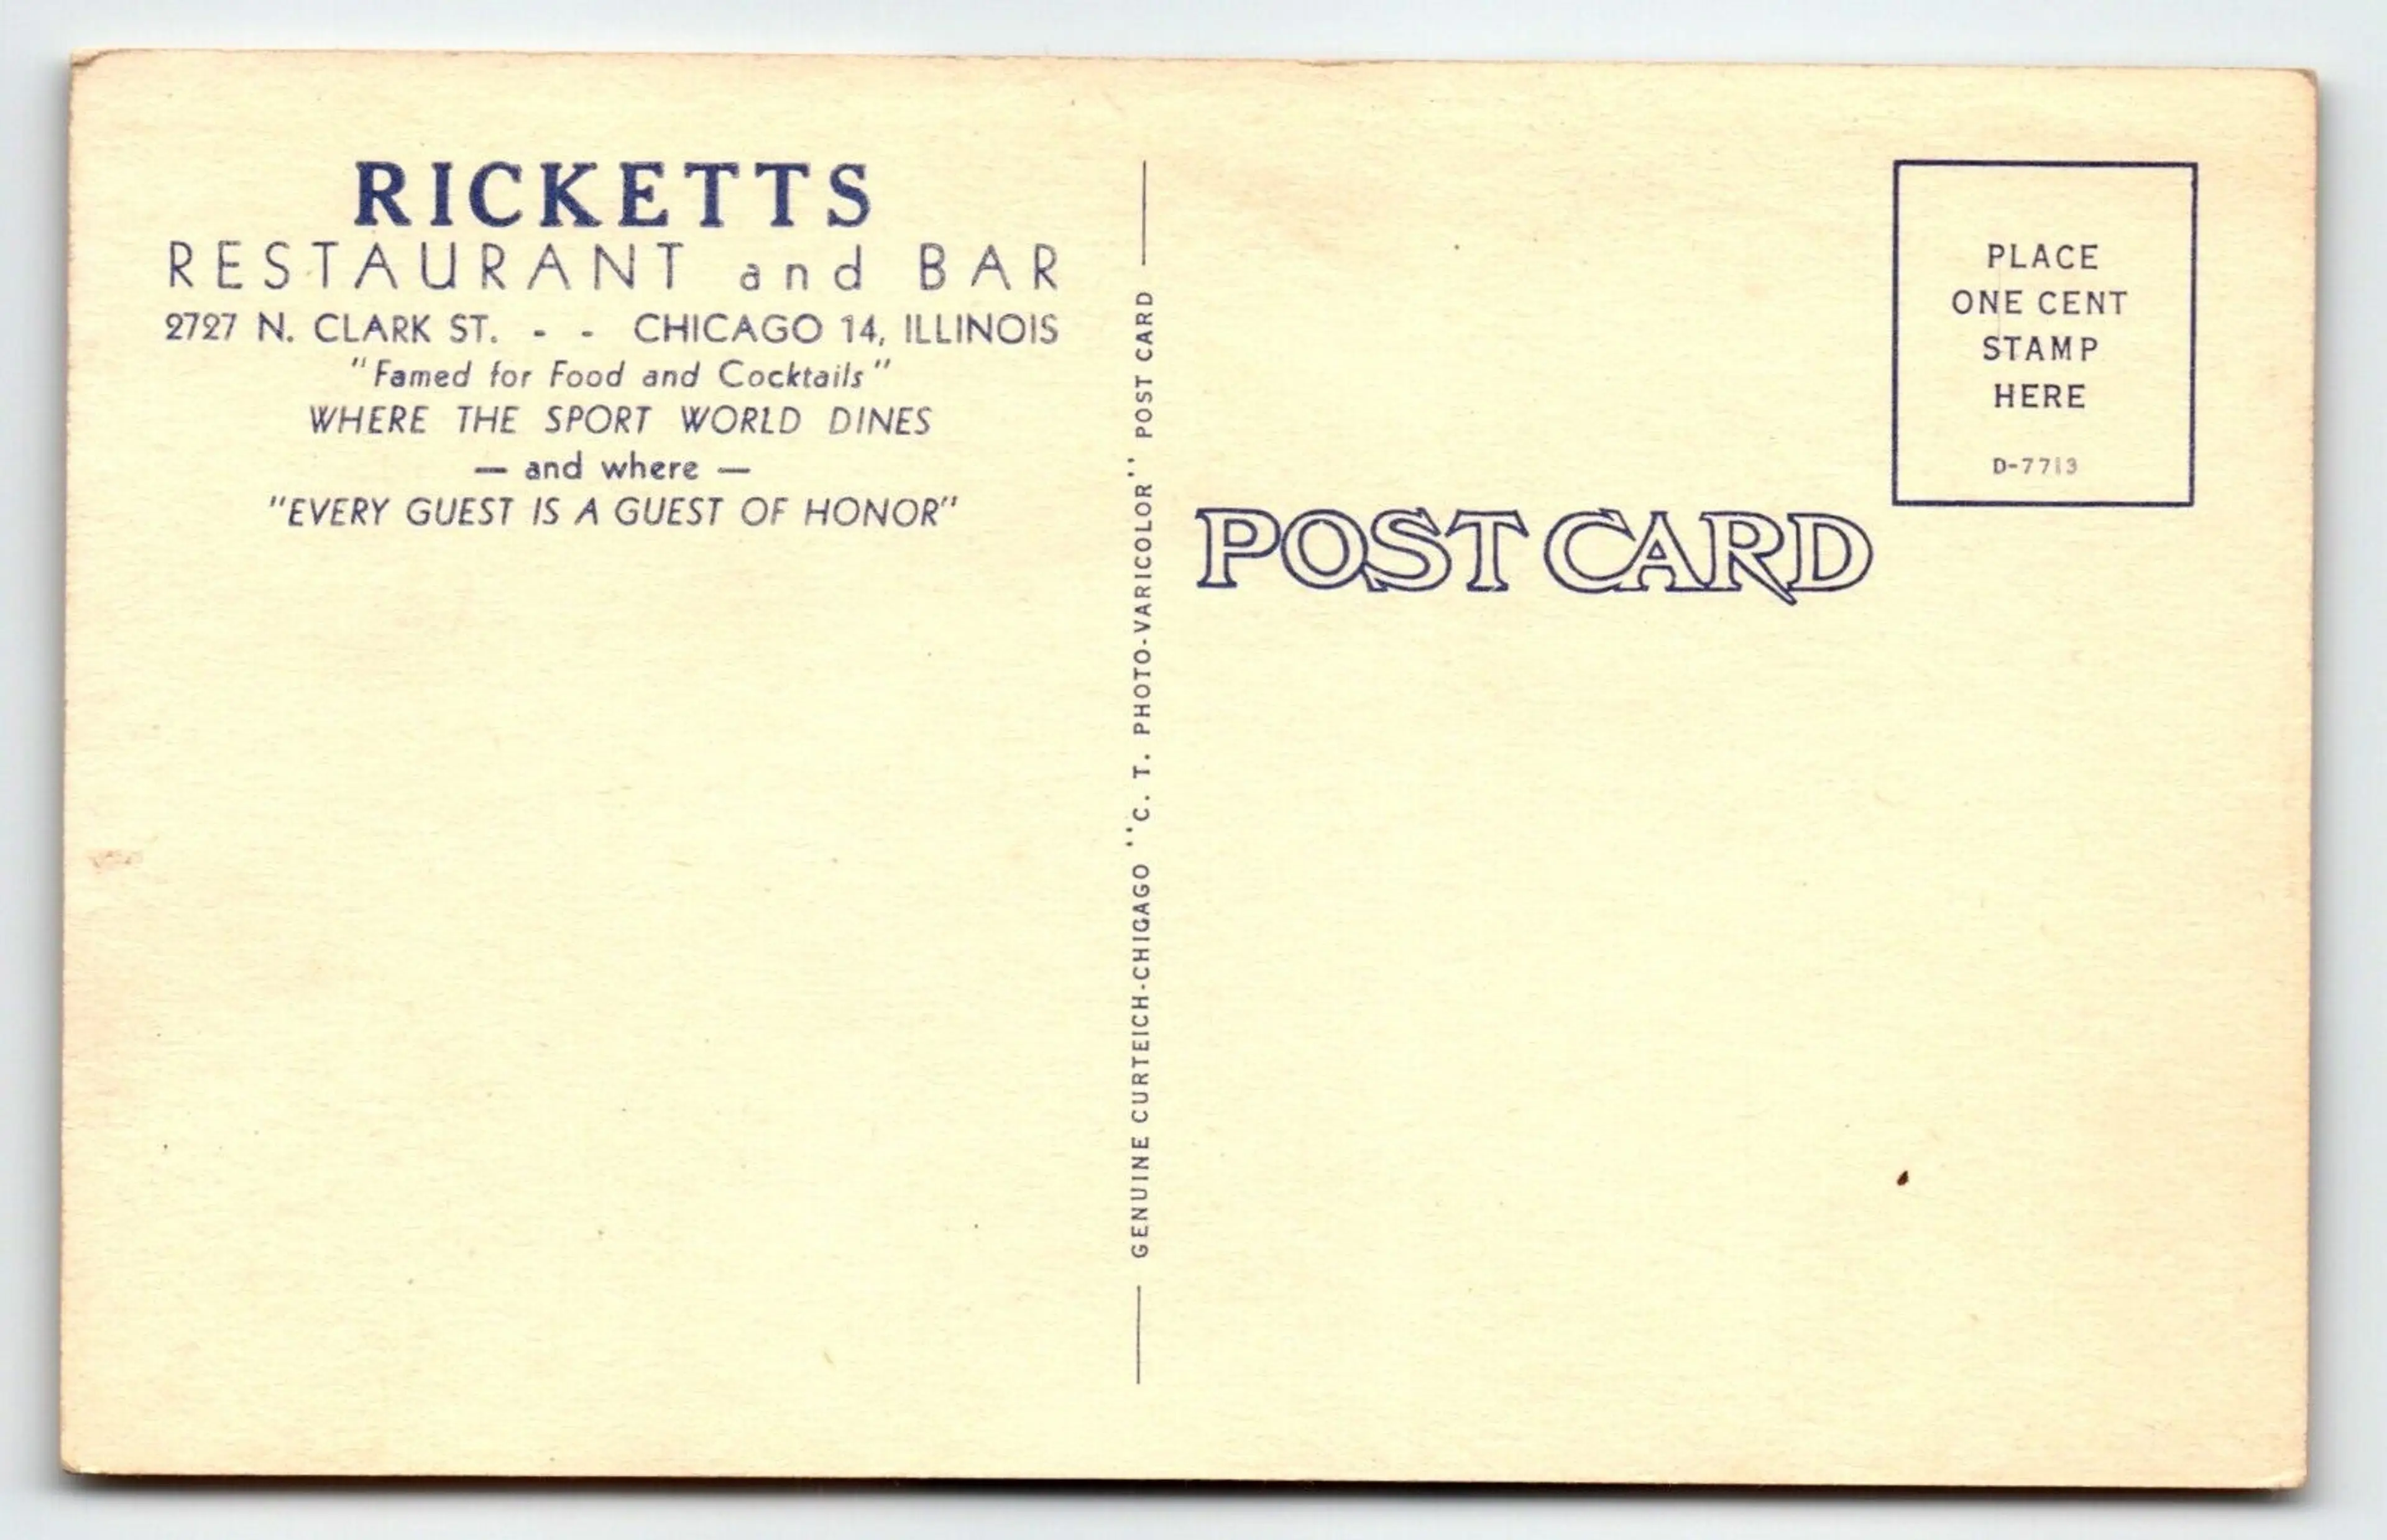 RICKETTS
RESTAURANT and BAR
2727 N. CLARK ST. - - CHICAGO 14, ILLINOIS
"Famed for Food and Cocktails"
WHERE THE SPORT WORLD DINES
— and where —
"EVERY GUEST IS A GUEST OF HONOR"
GENUINE CURTEICH-CHICAGO "C. T. PHOTO-VARICOLOR" POST CARD
POST CARD
PLACE
ONE CENT
STAMP
HERE
D-7713